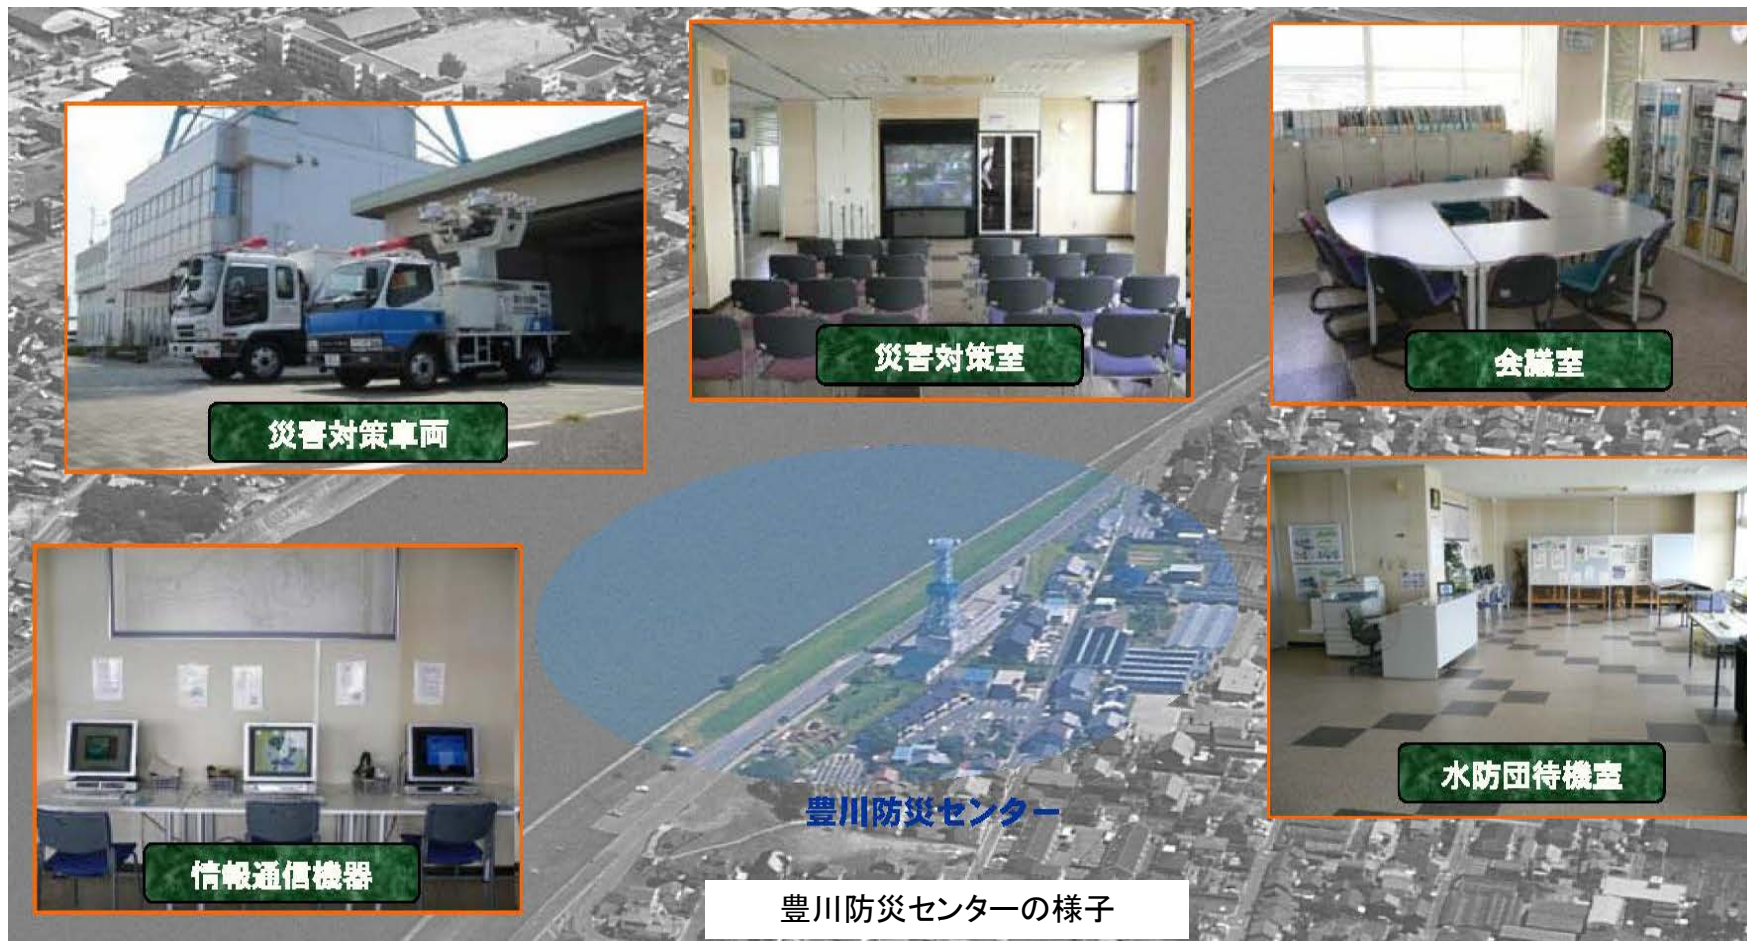 災害対策車両
災害対策室
会議室
情報通信機器
水防団待機室
豊川防災センター
豊川防災センターの様子